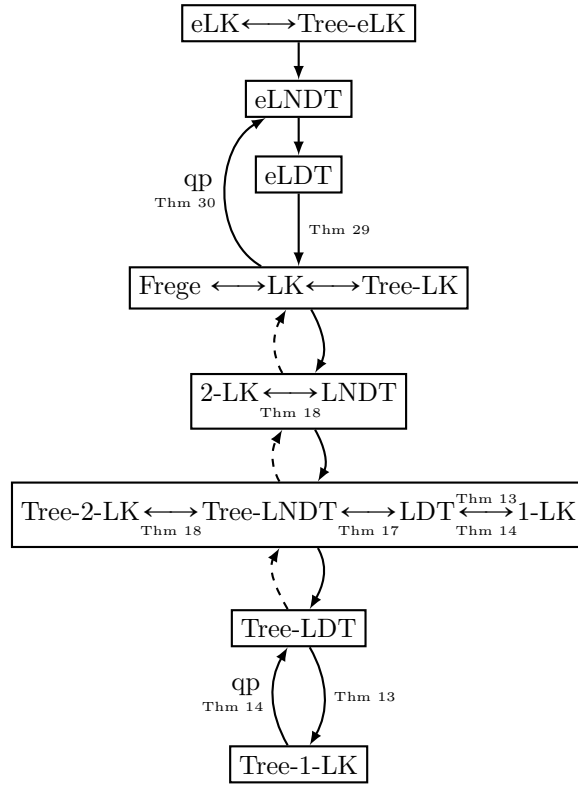 eLK ⟷ Tree-eLK
eLNDT
qp
Thm 30
eLDT
Thm 29
Frege ⟷ LK ⟷ Tree-LK
2-LK ⟷ LNDT
Thm 18
Tree-2-LK ⟷ Tree-LNDT ⟷ LDT ⟷ 1-LK
Thm 13
Thm 18
Thm 17
Thm 14
Tree-LDT
qp
Thm 14
Thm 13
Tree-1-LK